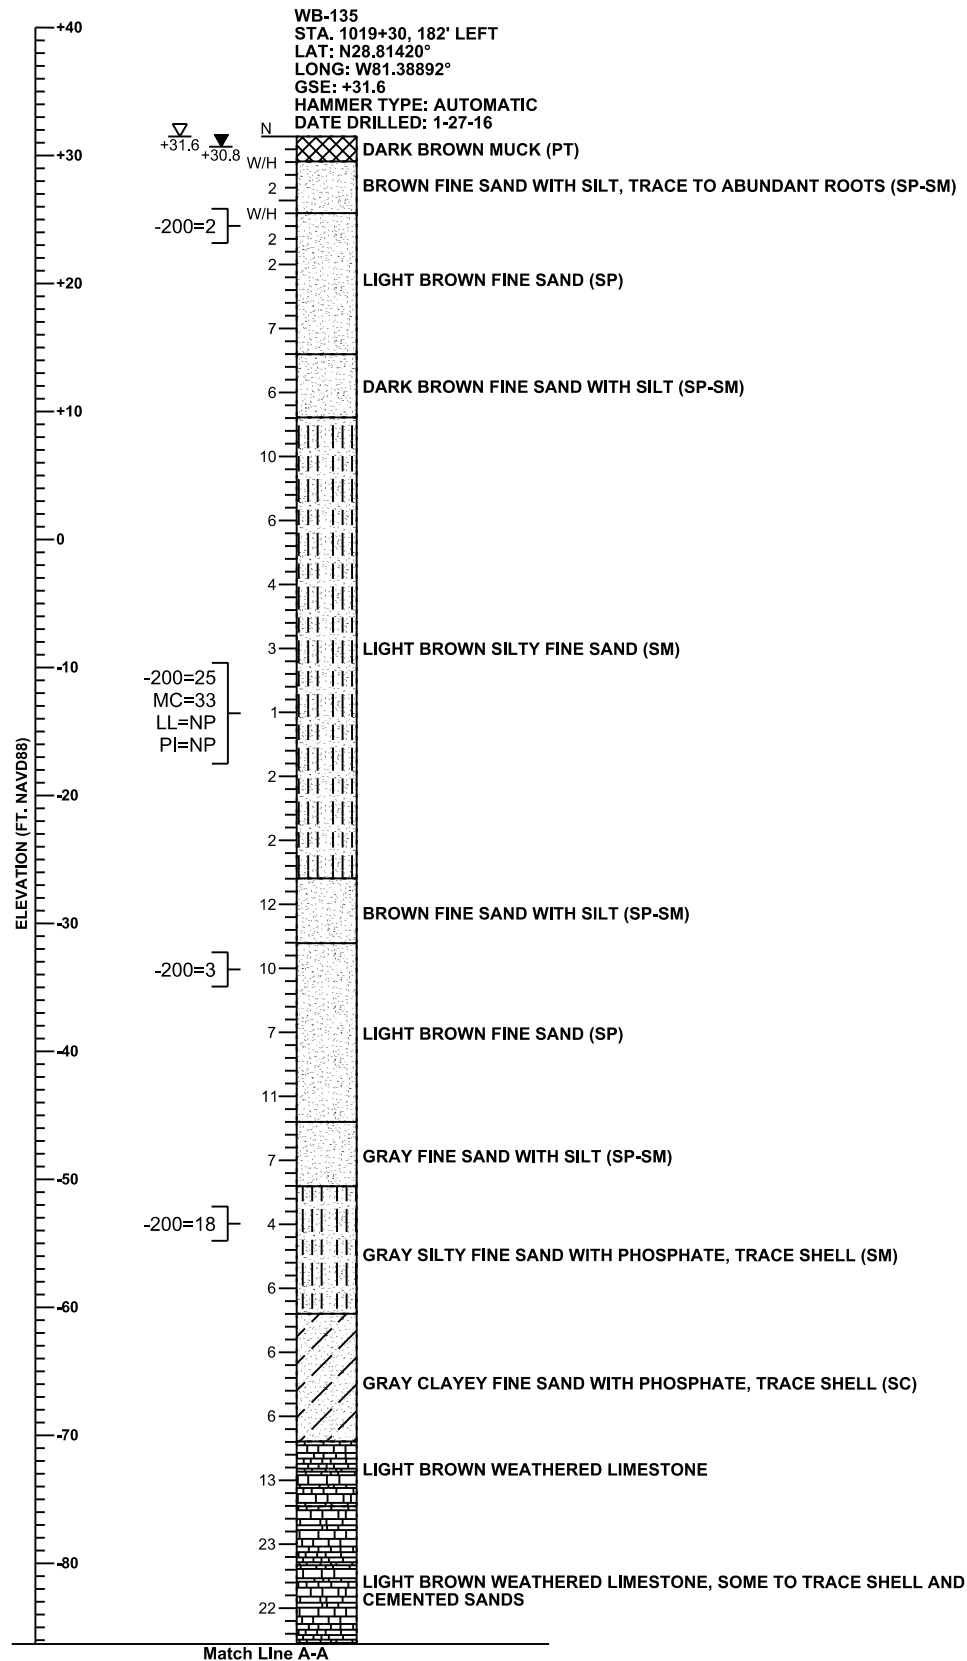 WB-135
STA. 1019+30, 182' LEFT
LAT: N28.81420°
LONG: W81.38892°
GSE: +31.6
HAMMER TYPE: AUTOMATIC
DATE DRILLED: 1-27-16
+40
N
+31.6
+30.8
DARK BROWN MUCK (PT)
+30
W/H
2
BROWN FINE SAND WITH SILT, TRACE TO ABUNDANT ROOTS (SP-SM)
W/H
-200=2
2
2
+20
LIGHT BROWN FINE SAND (SP)
7
6
DARK BROWN FINE SAND WITH SILT (SP-SM)
+10
10
6
0
4
3
LIGHT BROWN SILTY FINE SAND (SM)
-10
-200=25
MC=33
LL=NP
PI=NP
1
2
-20
2
ELEVATION (FT. NAVD88)
12
BROWN FINE SAND WITH SILT (SP-SM)
-30
-200=3
10
7
LIGHT BROWN FINE SAND (SP)
-40
11
7
GRAY FINE SAND WITH SILT (SP-SM)
-50
-200=18
4
GRAY SILTY FINE SAND WITH PHOSPHATE, TRACE SHELL (SM)
6
-60
6
GRAY CLAYEY FINE SAND WITH PHOSPHATE, TRACE SHELL (SC)
6
-70
LIGHT BROWN WEATHERED LIMESTONE
13
23
-80
LIGHT BROWN WEATHERED LIMESTONE, SOME TO TRACE SHELL AND
CEMENTED SANDS
22
Match Line A-A